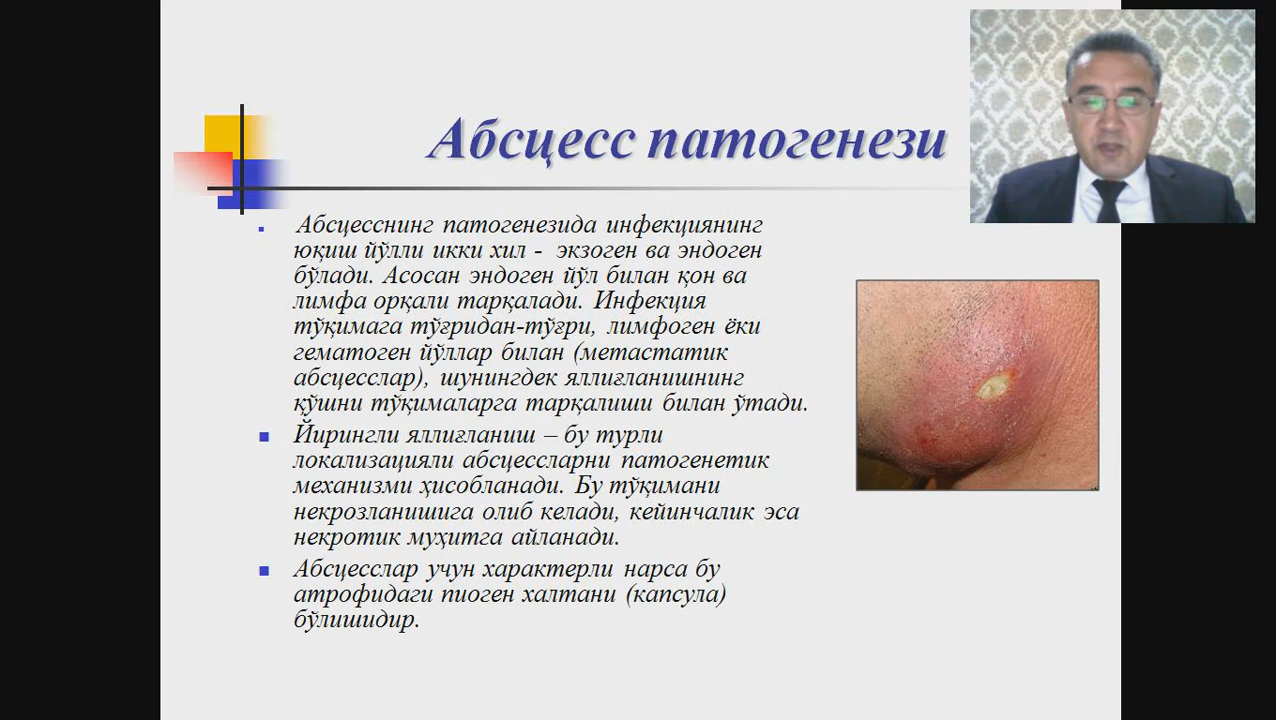 Абсцесс патогенези
Абсцесснинг патогенезида инфекциянинг
юқиш йўлли икки хил - экзоген ва эндоген
бўлади. Асосан эндоген йўл билан қон ва
лимфа орқали тарқалади. Инфекция
тўқимага тўғридан-тўғри, лимфоген ёки
гематоген йўллар билан (метастатик
абсцесслар), шунингдек яллиғланишнинг
қўшни тўқималарга тарқалиши билан ўтади.
Йирингли яллиғланиш – бу турли
локализацияли абсцессларни патогенетик
механизми ҳисобланади. Бу тўқимани
некрозланишига олиб келади, кейинчалик эса
некротик муҳитга айланади.
Абсцесслар учун характерли нарса бу
атрофидаги пиоген халтани (капсула)
бўлишидир.